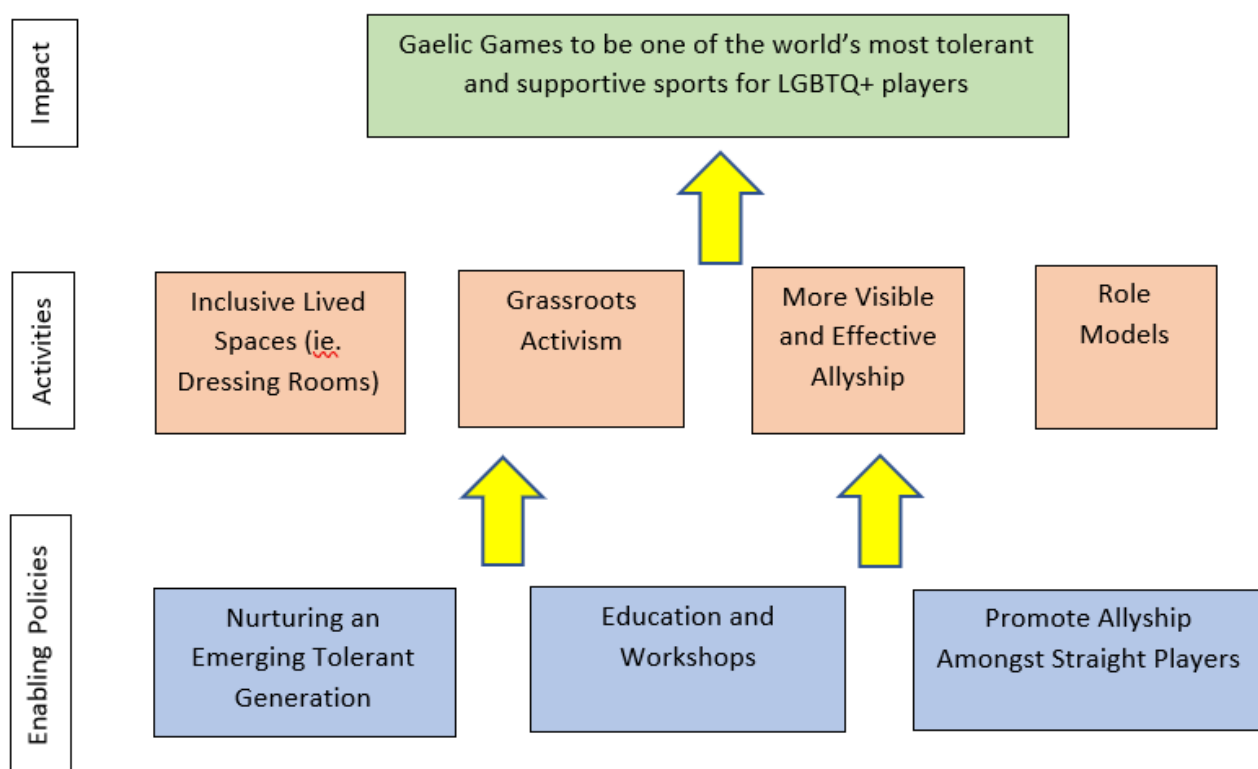 Impact
Gaelic Games to be one of the world’s most tolerant
and supportive sports for LGBTQ+ players
Activities
Inclusive Lived
Spaces (ie.
Dressing Rooms)
Grassroots
Activism
More Visible
and Effective
Allyship
Role
Models
Enabling Policies
Nurturing an
Emerging Tolerant
Generation
Education and
Workshops
Promote Allyship
Amongst Straight Players